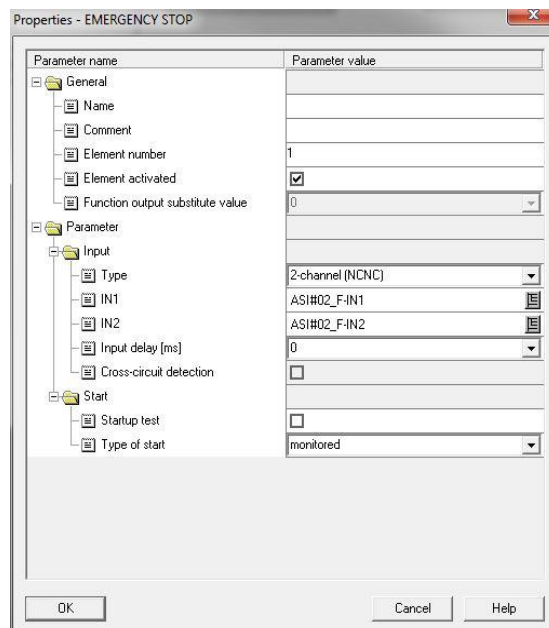 Properties - EMERGENCY STOP
Parameter name Parameter value
General
Name
Comment
Element number 1
Element activated
Function output substitute value 0
Parameter
Input
Type 2-channel (NCNC)
IN1 ASI#02_F-IN1
IN2 ASI#02_F-IN2
Input delay [ms] 0
Cross-circuit detection
Start
Startup test
Type of start monitored
OK Cancel Help